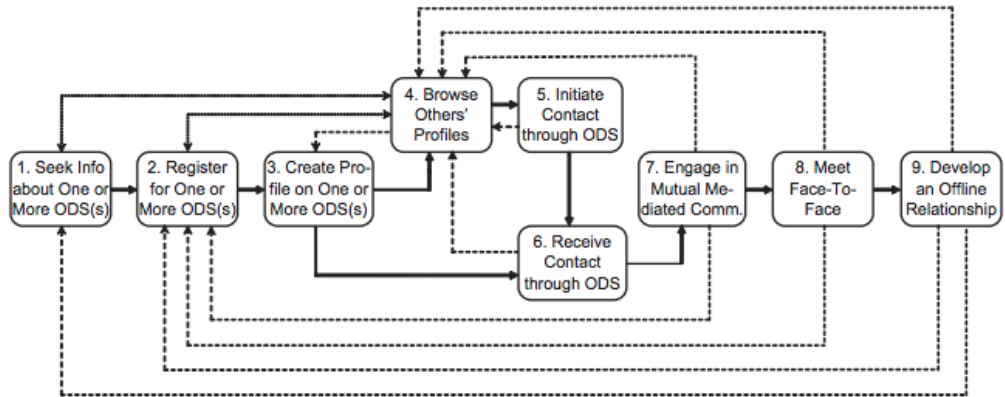 4. Browse
Others'
Profiles
5. Initiate
Contact
through ODS
1. Seek Info
about One or
More ODS(s)
2. Register
for One or
More ODS(s)
3. Create Pro-
file on One or
More ODS(s)
7. Engage in
Mutual Me-
diated Comm.
8. Meet
Face-To-
Face
9. Develop
an Offline
Relationship
6. Receive
Contact
through ODS